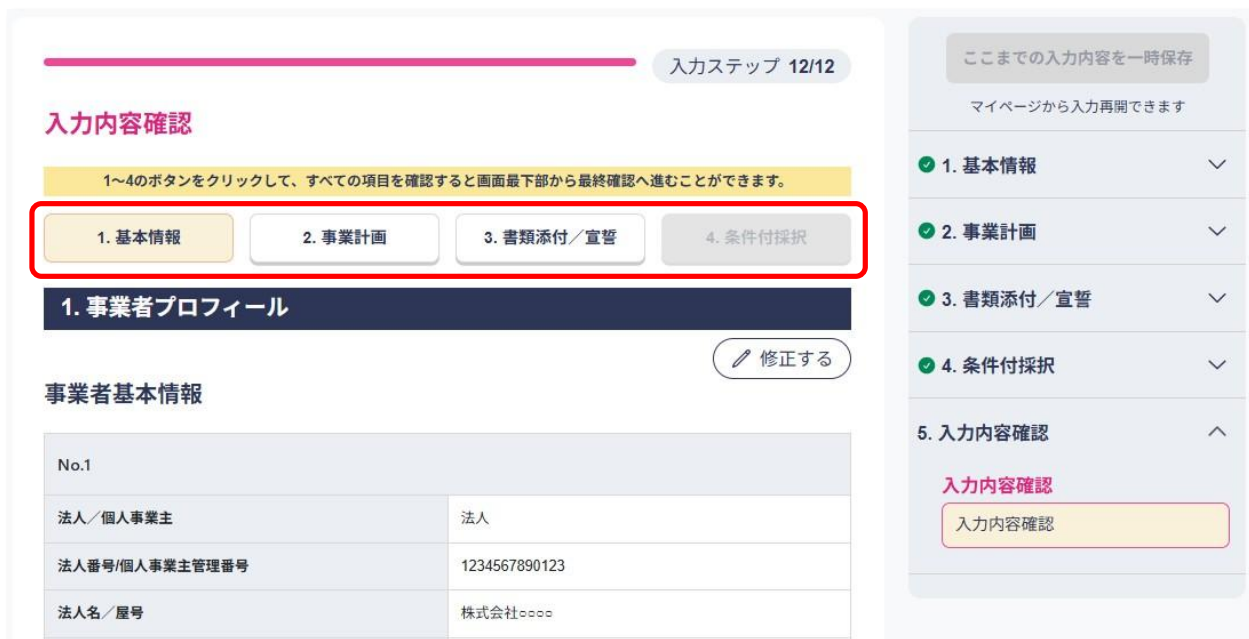 入力ステップ 12/12
入力内容確認
1～4のボタンをクリックして、すべての項目を確認すると画面最下部から最終確認へ進むことができます。
1. 基本情報
2. 事業計画
3. 書類添付／宣誓
4. 条件付採択
1. 事業者プロフィール
修正する
事業者基本情報
No.1
法人／個人事業主 法人
法人番号/個人事業主管理番号 1234567890123
法人名／屋号 株式会社○○○○
ここまでの入力内容を一時保存
マイページから入力再開できます
1. 基本情報
2. 事業計画
3. 書類添付／宣誓
4. 条件付採択
5. 入力内容確認
入力内容確認
入力内容確認